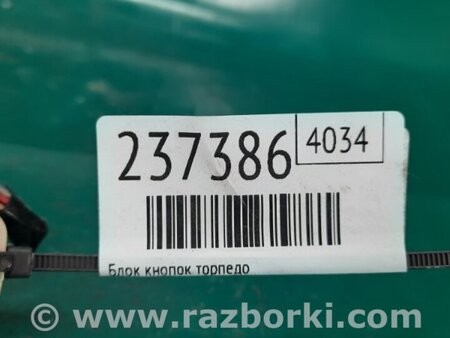 237386 4034
Блок кнопок торпедо
© www.razborki.com